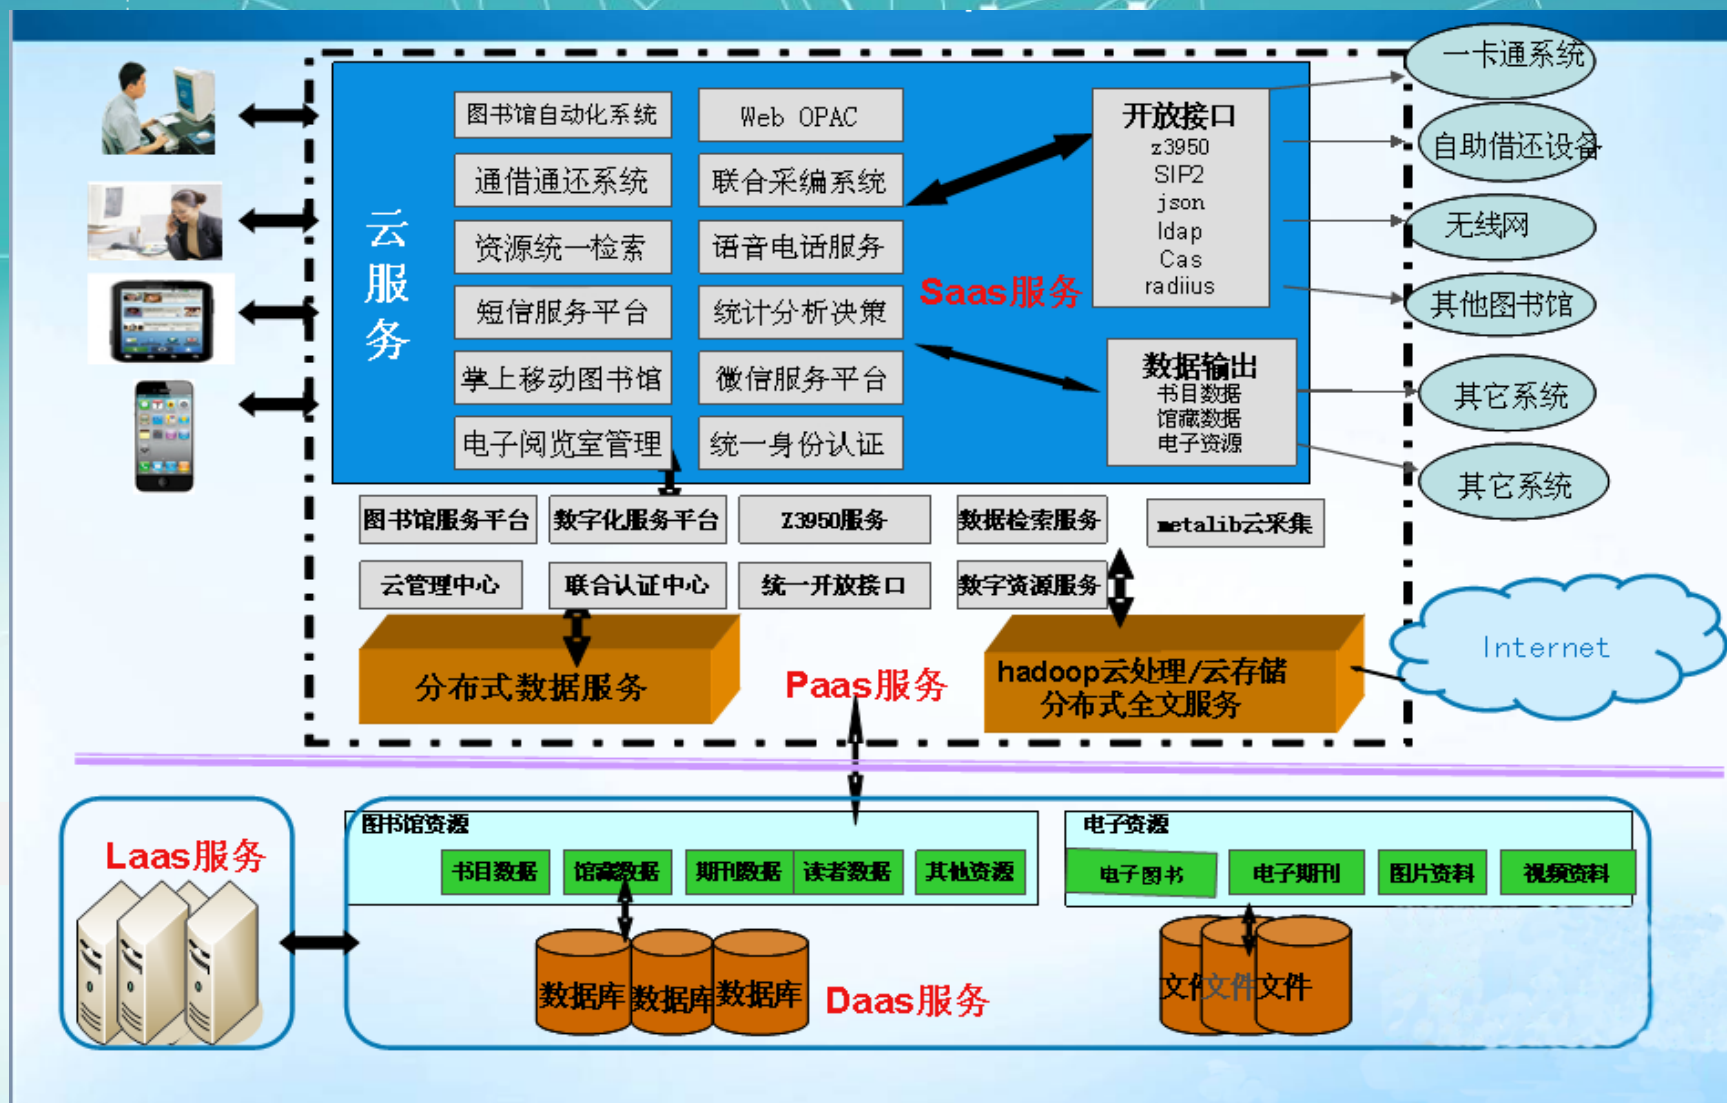 云服务
图书馆自动化系统
Web OPAC
通借通还系统
联合采编系统
资源统一检索
语音电话服务
短信服务平台
统计分析决策
掌上移动图书馆
微信服务平台
电子阅览室管理
统一身份认证
Saas服务
开放接口
z3950
SIP2
json
ldap
Cas
radiius
数据输出
书目数据
馆藏数据
电子资源
一卡通系统
自助借还设备
无线网
其他图书馆
其它系统
其它系统
图书馆服务平台
数字化服务平台
Z3950服务
数据检索服务
metalib云采集
云管理中心
联合认证中心
统一开放接口
数字资源服务
分布式数据服务
Paas服务
hadoop云处理/云存储
分布式全文服务
Internet
Laas服务
图书馆资源
书目数据
馆藏数据
期刊数据
读者数据
其他资源
电子资源
电子图书
电子期刊
图片资料
视频资料
数据库
数据库
数据库
Daas服务
文件
文件
文件